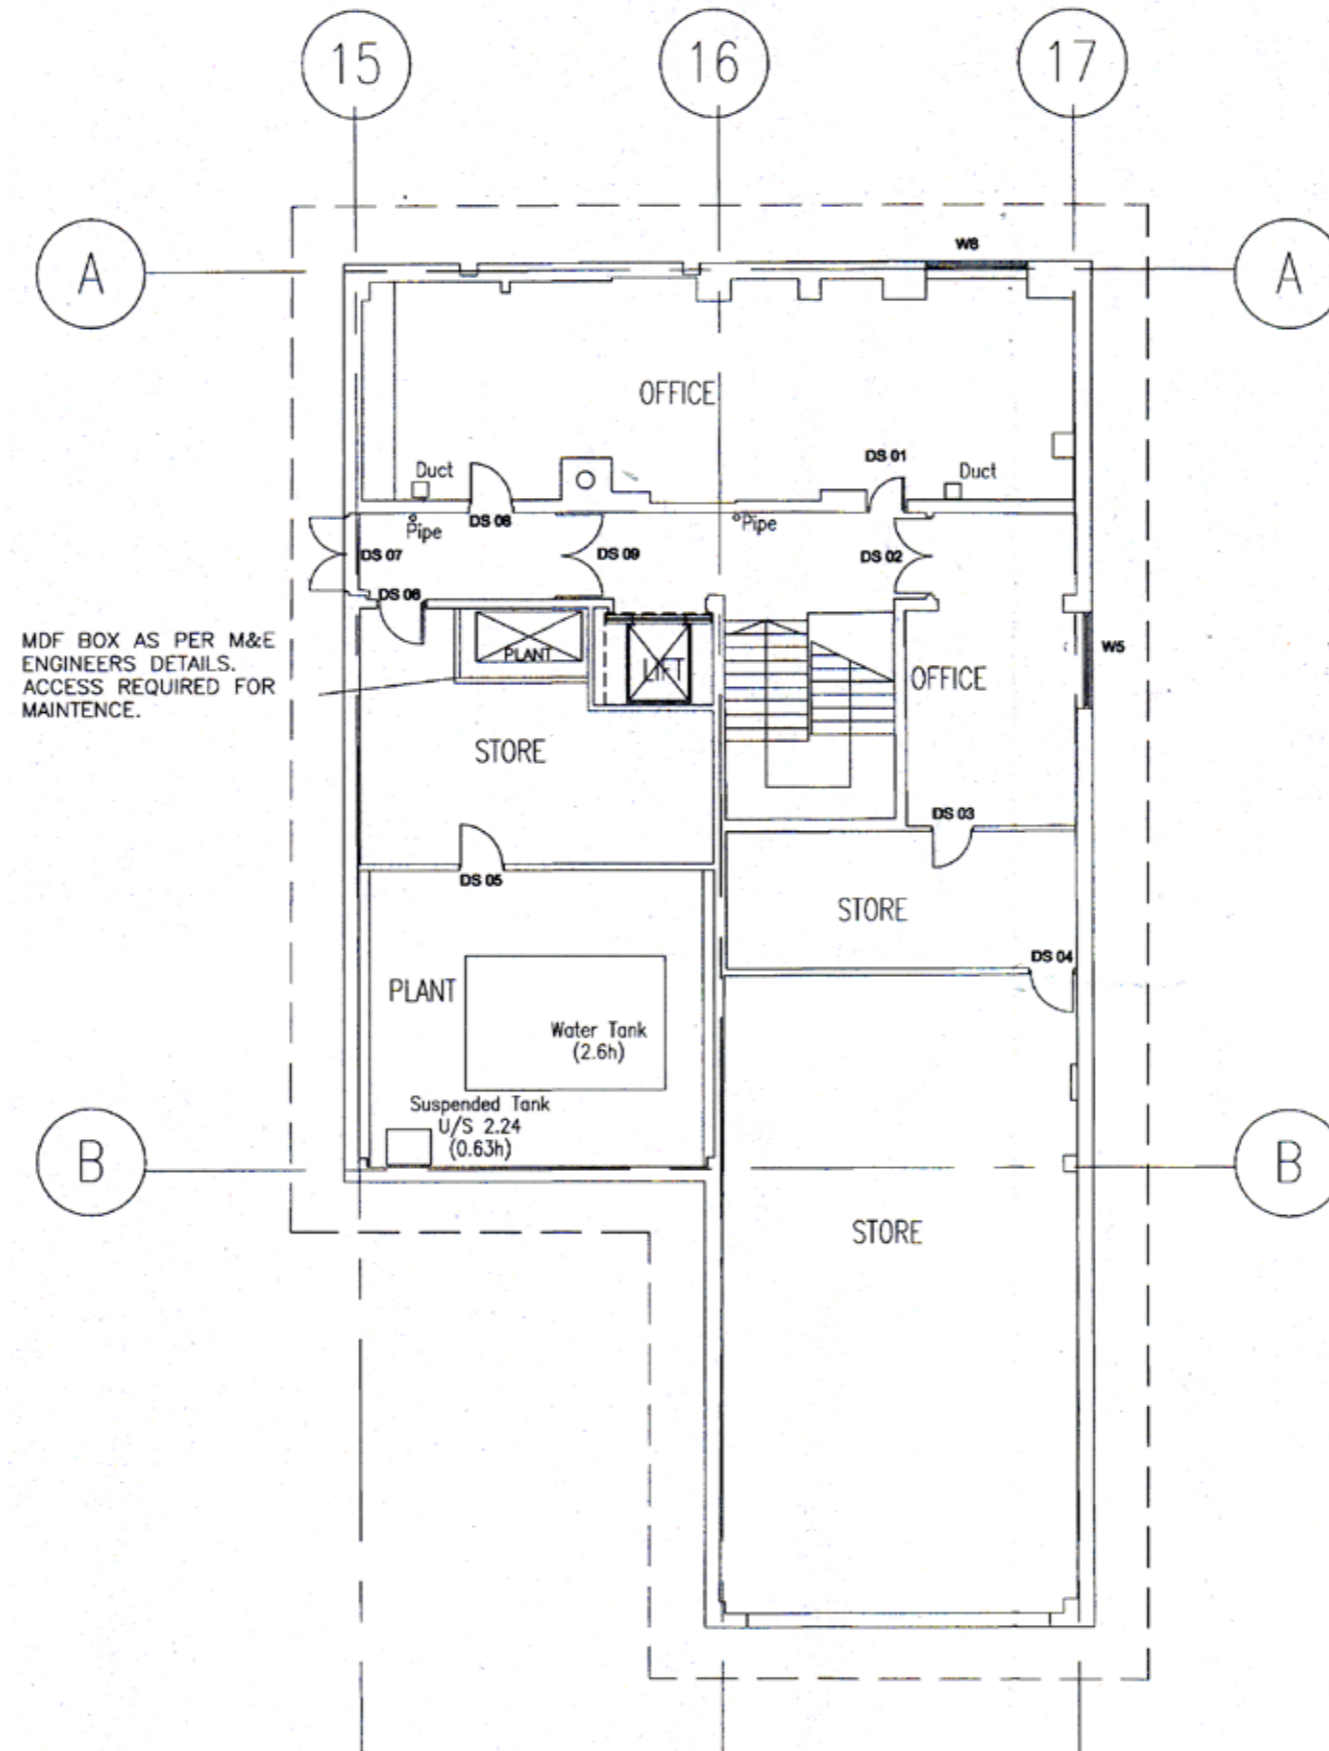 15
16
17
A
W8
A
OFFICE
DS 01
Duct
Duct
DS 08
Pipe
Pipe
DS 07
DS 09
DS 02
DS 06
MDF BOX AS PER M&E
ENGINEERS DETAILS.
ACCESS REQUIRED FOR
MAINTENCE.
PLANT
LIFT
W5
OFFICE
STORE
DS 03
DS 05
STORE
DS 04
PLANT
Water Tank
(2.6h)
Suspended Tank
U/S 2.24
(0.63h)
B
B
STORE